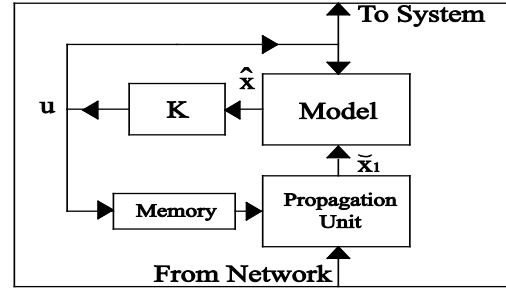 To System
x̂
u
K
Model
x̆₁
Memory
Propagation
Unit
From Network